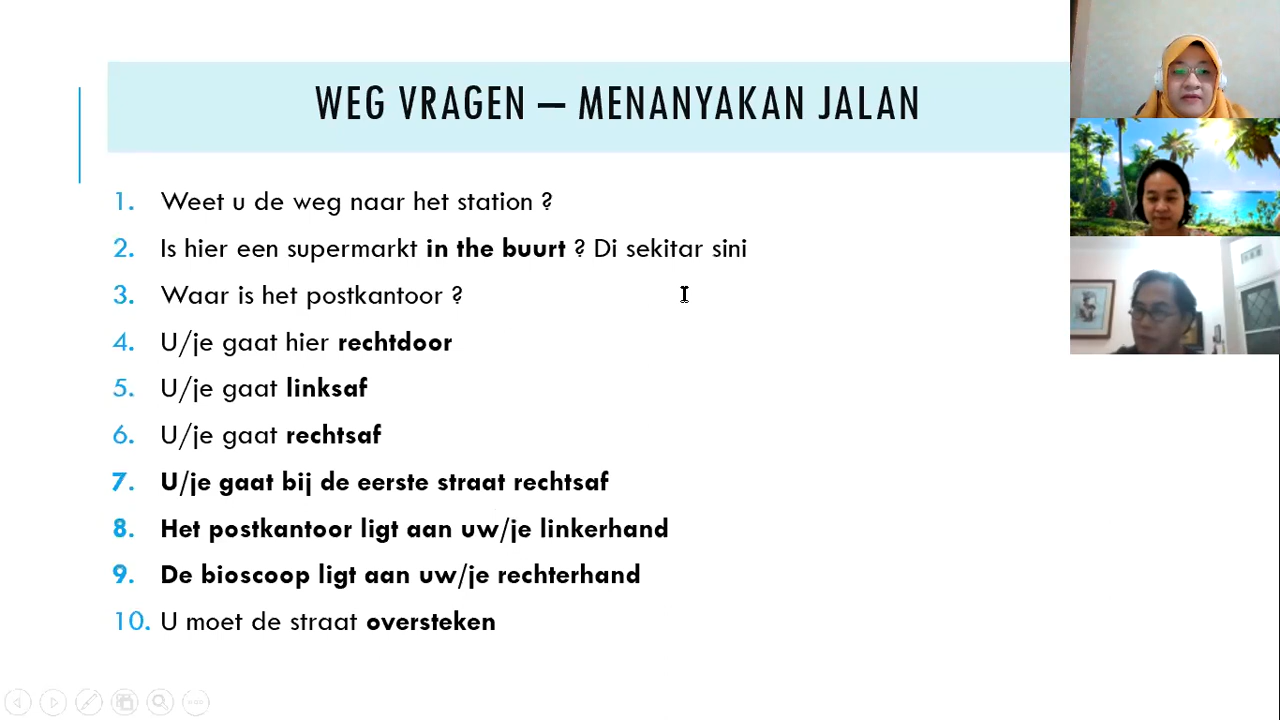 WEG VRAGEN – MENANYAKAN JALAN
1. Weet u de weg naar het station ?
2. Is hier een supermarkt in the buurt ? Di sekitar sini
3. Waar is het postkantoor ?
4. U/je gaat hier rechtdoor
5. U/je gaat linksaf
6. U/je gaat rechtsaf
7. U/je gaat bij de eerste straat rechtsaf
8. Het postkantoor ligt aan uw/je linkerhand
9. De bioscoop ligt aan uw/je rechterhand
10. U moet de straat oversteken